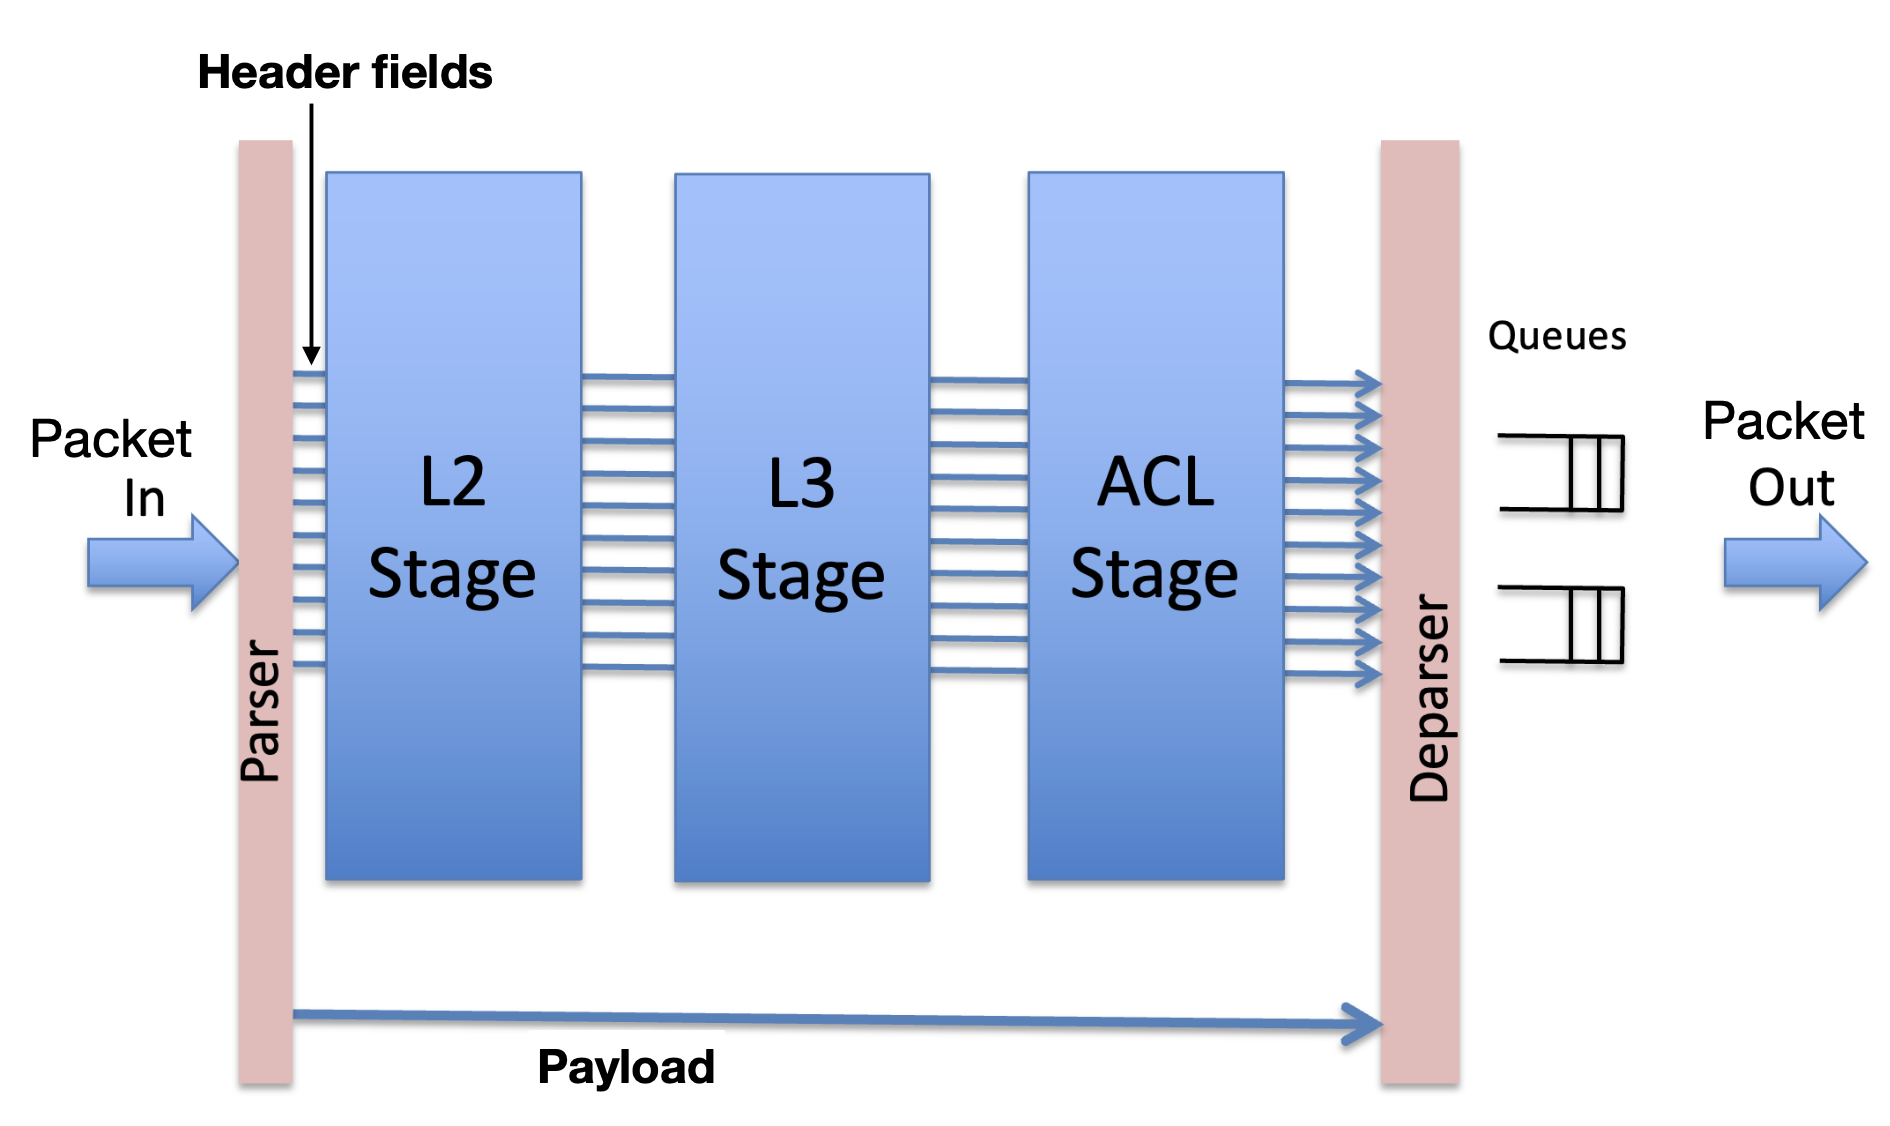 Header fields
Packet
In
Parser
L2
Stage
L3
Stage
ACL
Stage
Deparser
Queues
Packet
Out
Payload